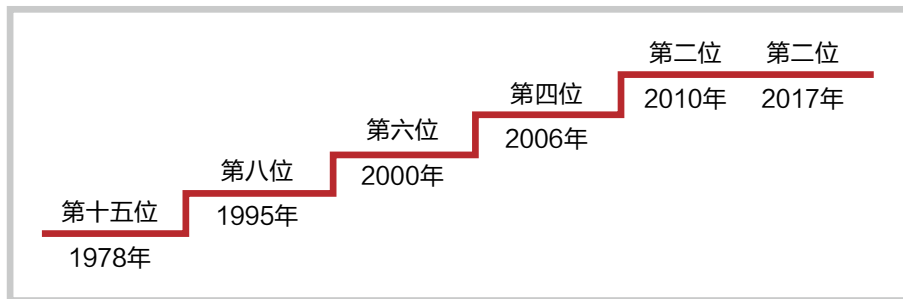 第十五位
1978年
第八位
1995年
第六位
2000年
第四位
2006年
第二位
2010年
第二位
2017年